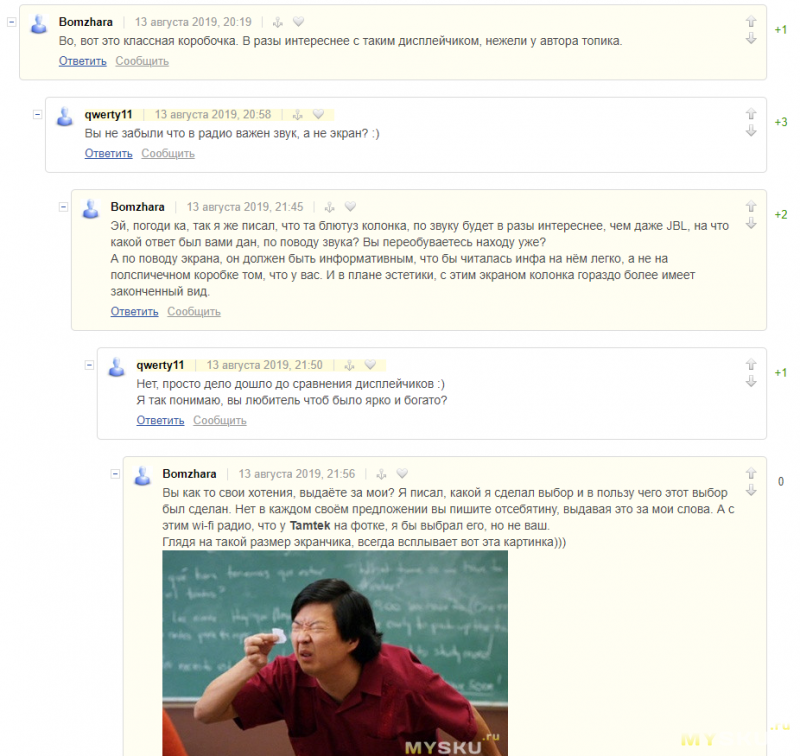 Bomzhara 13 августа 2019, 20:19
Во, вот это классная коробочка. В разы интереснее с таким дисплейчиком, нежели у автора топика.
+1
Ответить Сообщить
qwerty11 13 августа 2019, 20:58
Вы не забыли что в радио важен звук, а не экран? :)
+3
Ответить Сообщить
Bomzhara 13 августа 2019, 21:45
Эй, погоди ка, так я же писал, что та блютуз колонка, по звуку будет в разы интереснее, чем даже JBL, на что
+2
какой ответ был вами дан, по поводу звука? Вы переобуваетесь находу уже?
А по поводу экрана, он должен быть информативным, что бы читалась инфа на нём легко, а не на
полспичечном коробке том, что у вас. И в плане эстетики, с этим экраном колонка гораздо более имеет
законченный вид.
Ответить Сообщить
qwerty11 13 августа 2019, 21:50
Нет, просто дело дошло до сравнения дисплейчиков :)
+1
Я так понимаю, вы любитель чтоб было ярко и богато?
Ответить Сообщить
Bomzhara 13 августа 2019, 21:56
0
Вы как то свои хотения, выдаёте за мои? Я писал, какой я сделал выбор и в пользу чего этот выбор
был сделан. Нет в каждом своём предложении вы пишите отсебятину, выдавая это за мои слова. А с
этим wi-fi радио, что у Tamtek на фотке, я бы выбрал его, но не ваш.
Глядя на такой размер экранчика, всегда всплывает вот эта картинка)))
MYSKU.ru